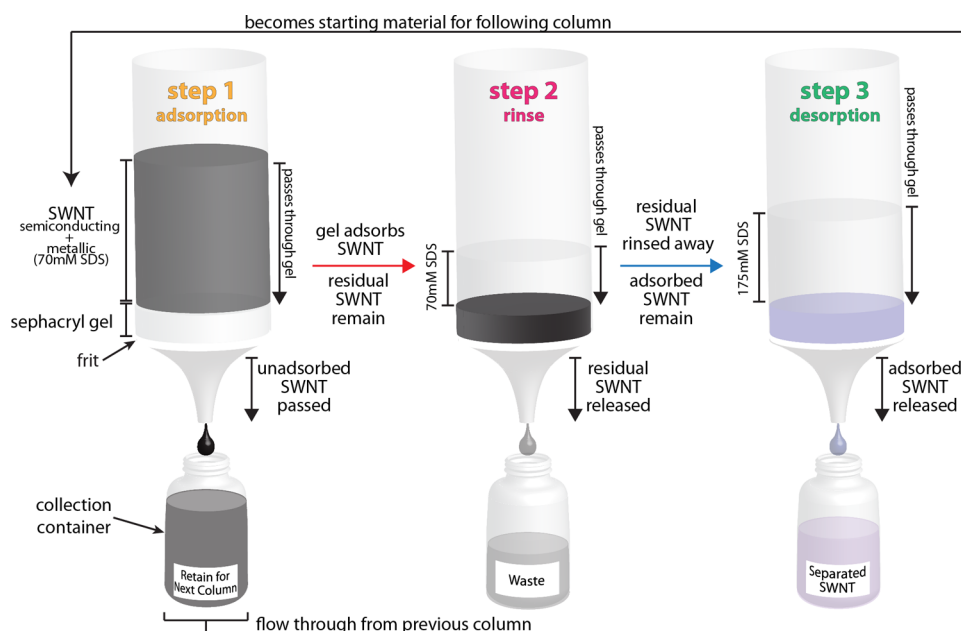 becomes starting material for following column
step 1
adsorption
SWNT
semiconducting
+
metallic
(70mM SDS)
passes through gel
sephacryl gel
frit
unadsorbed
SWNT
passed
collection
container
Retain for
Next Column
flow through from previous column
gel adsorbs
SWNT
residual
SWNT
remain
step 2
rinse
passes through gel
70mM SDS
residual
SWNT
released
Waste
residual
SWNT
rinsed away
adsorbed
SWNT
remain
step 3
desorption
passes through gel
175mM SDS
adsorbed
SWNT
released
Separated
SWNT